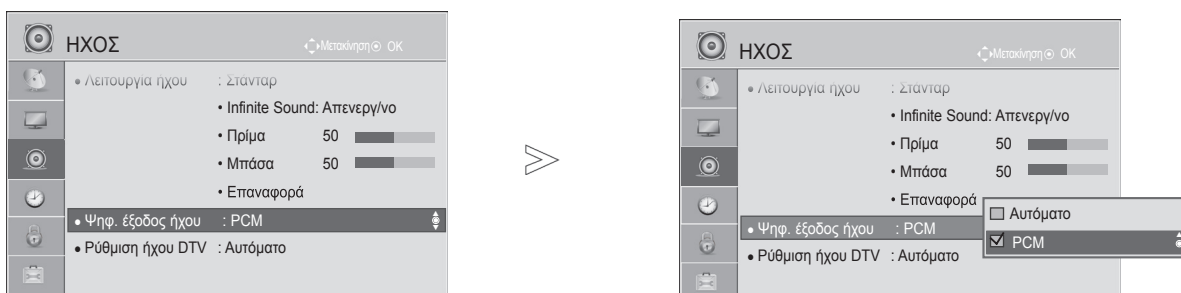 ΗΧΟΣ
Μετακίνηση OK
• Λειτουργία ήχου : Στάνταρ
• Infinite Sound: Απενεργ/νο
• Πρίμα 50
• Μπάσα 50
• Επαναφορά
• Ψηφ. έξοδος ήχου : PCM
• Ρύθμιση ήχου DTV : Αυτόματο
ΗΧΟΣ
Μετακίνηση OK
• Λειτουργία ήχου : Στάνταρ
• Infinite Sound: Απενεργ/νο
• Πρίμα 50
• Μπάσα 50
• Επαναφορά
• Ψηφ. έξοδος ήχου : PCM
• Ρύθμιση ήχου DTV : Αυτόματο
Αυτόματο
PCM